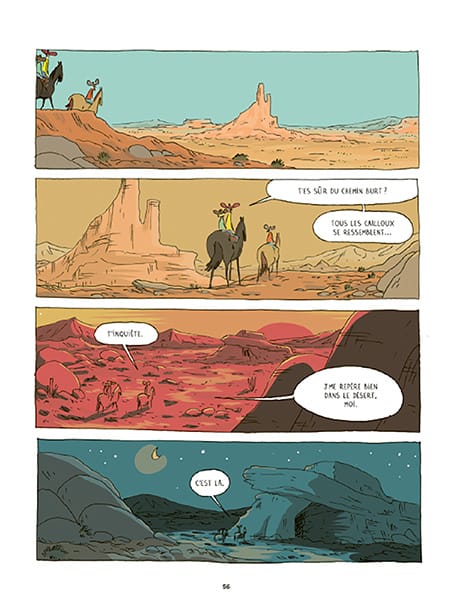 T'ES SÛR DU CHEMIN BURT ?
TOUS LES CAILLOUX
SE RESSEMBLENT...
T'INQUIÈTE.
J'ME REPÈRE BIEN
DANS LE DÉSERT,
MOI.
C'EST LÀ.
56